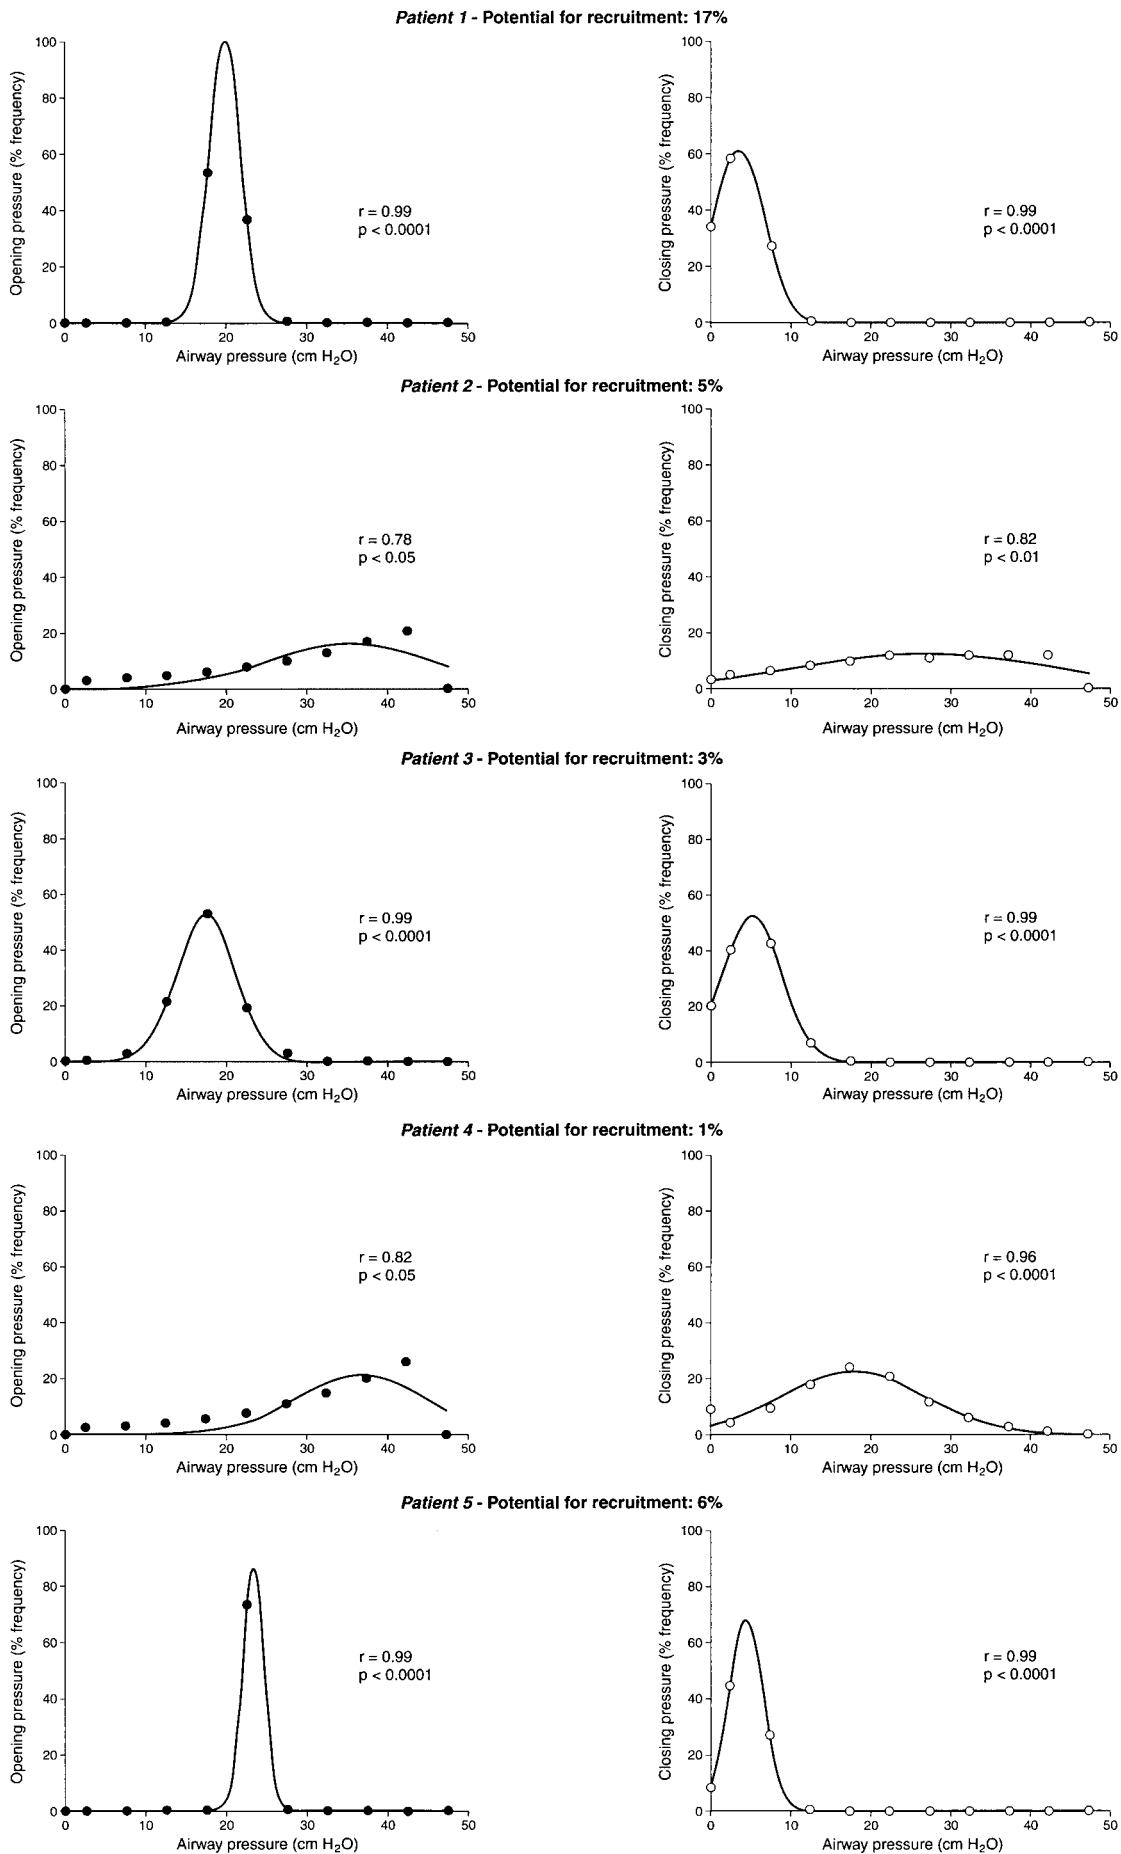 Patient 1 - Potential for recruitment: 17%
Opening pressure (% frequency)
100
80
60
40
20
0
r = 0.99
p < 0.0001
0 10 20 30 40 50
Airway pressure (cm H₂O)
Closing pressure (% frequency)
100
80
60
40
20
0
r = 0.99
p < 0.0001
0 10 20 30 40 50
Airway pressure (cm H₂O)
Patient 2 - Potential for recruitment: 5%
Opening pressure (% frequency)
100
80
60
40
20
0
r = 0.78
p < 0.05
0 10 20 30 40 50
Airway pressure (cm H₂O)
Closing pressure (% frequency)
100
80
60
40
20
0
r = 0.82
p < 0.01
0 10 20 30 40 50
Airway pressure (cm H₂O)
Patient 3 - Potential for recruitment: 3%
Opening pressure (% frequency)
100
80
60
40
20
0
r = 0.99
p < 0.0001
0 10 20 30 40 50
Airway pressure (cm H₂O)
Closing pressure (% frequency)
100
80
60
40
20
0
r = 0.99
p < 0.0001
0 10 20 30 40 50
Airway pressure (cm H₂O)
Patient 4 - Potential for recruitment: 1%
Opening pressure (% frequency)
100
80
60
40
20
0
r = 0.82
p < 0.05
0 10 20 30 40 50
Airway pressure (cm H₂O)
Closing pressure (% frequency)
100
80
60
40
20
0
r = 0.96
p < 0.0001
0 10 20 30 40 50
Airway pressure (cm H₂O)
Patient 5 - Potential for recruitment: 6%
Opening pressure (% frequency)
100
80
60
40
20
0
r = 0.99
p < 0.0001
0 10 20 30 40 50
Airway pressure (cm H₂O)
Closing pressure (% frequency)
100
80
60
40
20
0
r = 0.99
p < 0.0001
0 10 20 30 40 50
Airway pressure (cm H₂O)